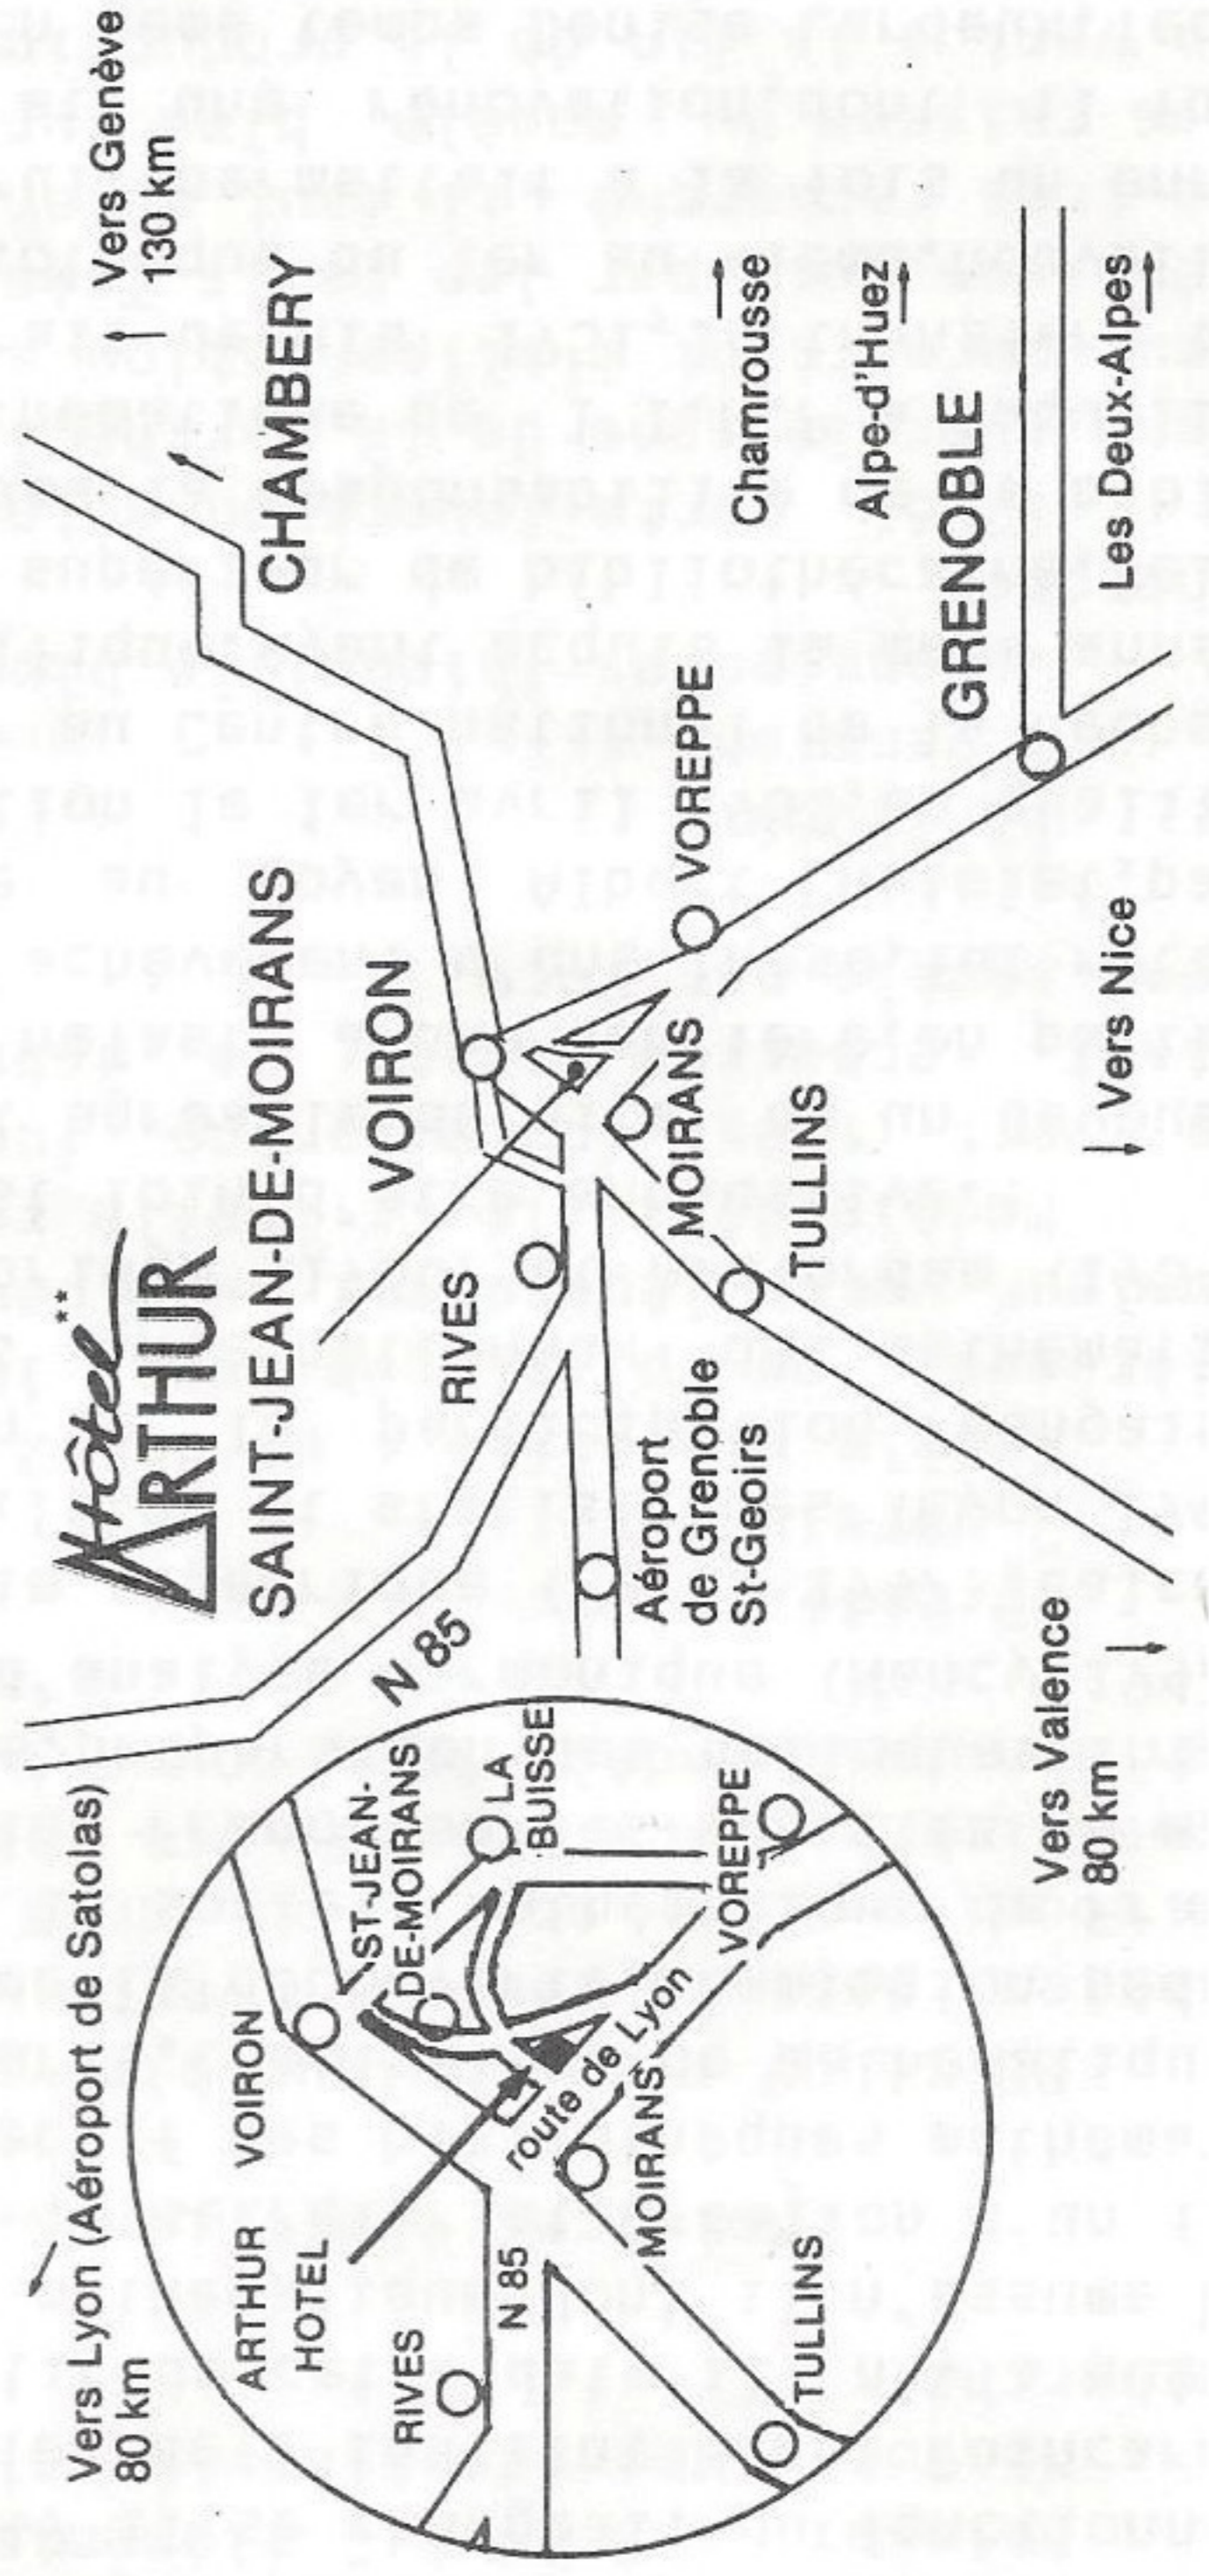 Vers Lyon (Aéroport de Satolas)
80 km
Hôtel**
ARTHUR
SAINT-JEAN-DE-MOIRANS
Vers Genève
130 km
CHAMBERY
N 85
VOIRON
RIVES
VOREPPE
MOIRANS
TULLINS
Aéroport
de Grenoble
St-Geoirs
Chamrousse
Alpe-d'Huez
GRENOBLE
Les Deux-Alpes
Vers Nice
Vers Valence
80 km
ARTHUR
HOTEL
VOIRON
ST-JEAN-
DE-MOIRANS
LA
BUISSE
RIVES
N 85
route de Lyon
VOREPPE
MOIRANS
TULLINS